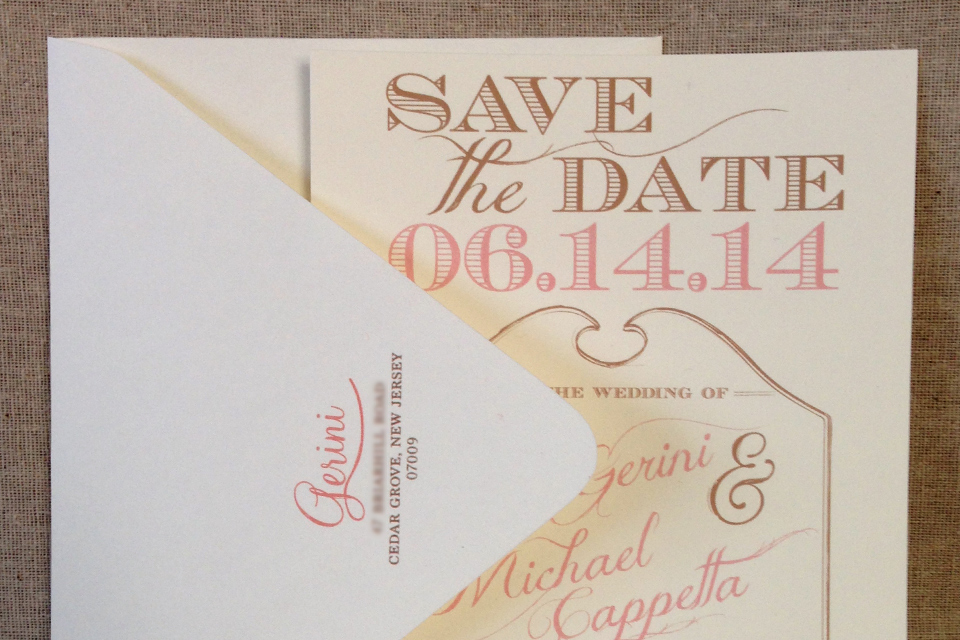 SAVE
the DATE
06.14.14
THE WEDDING OF
Gerini &
Michael
Cappetta
Gerini
CEDAR GROVE, NEW JERSEY
07009